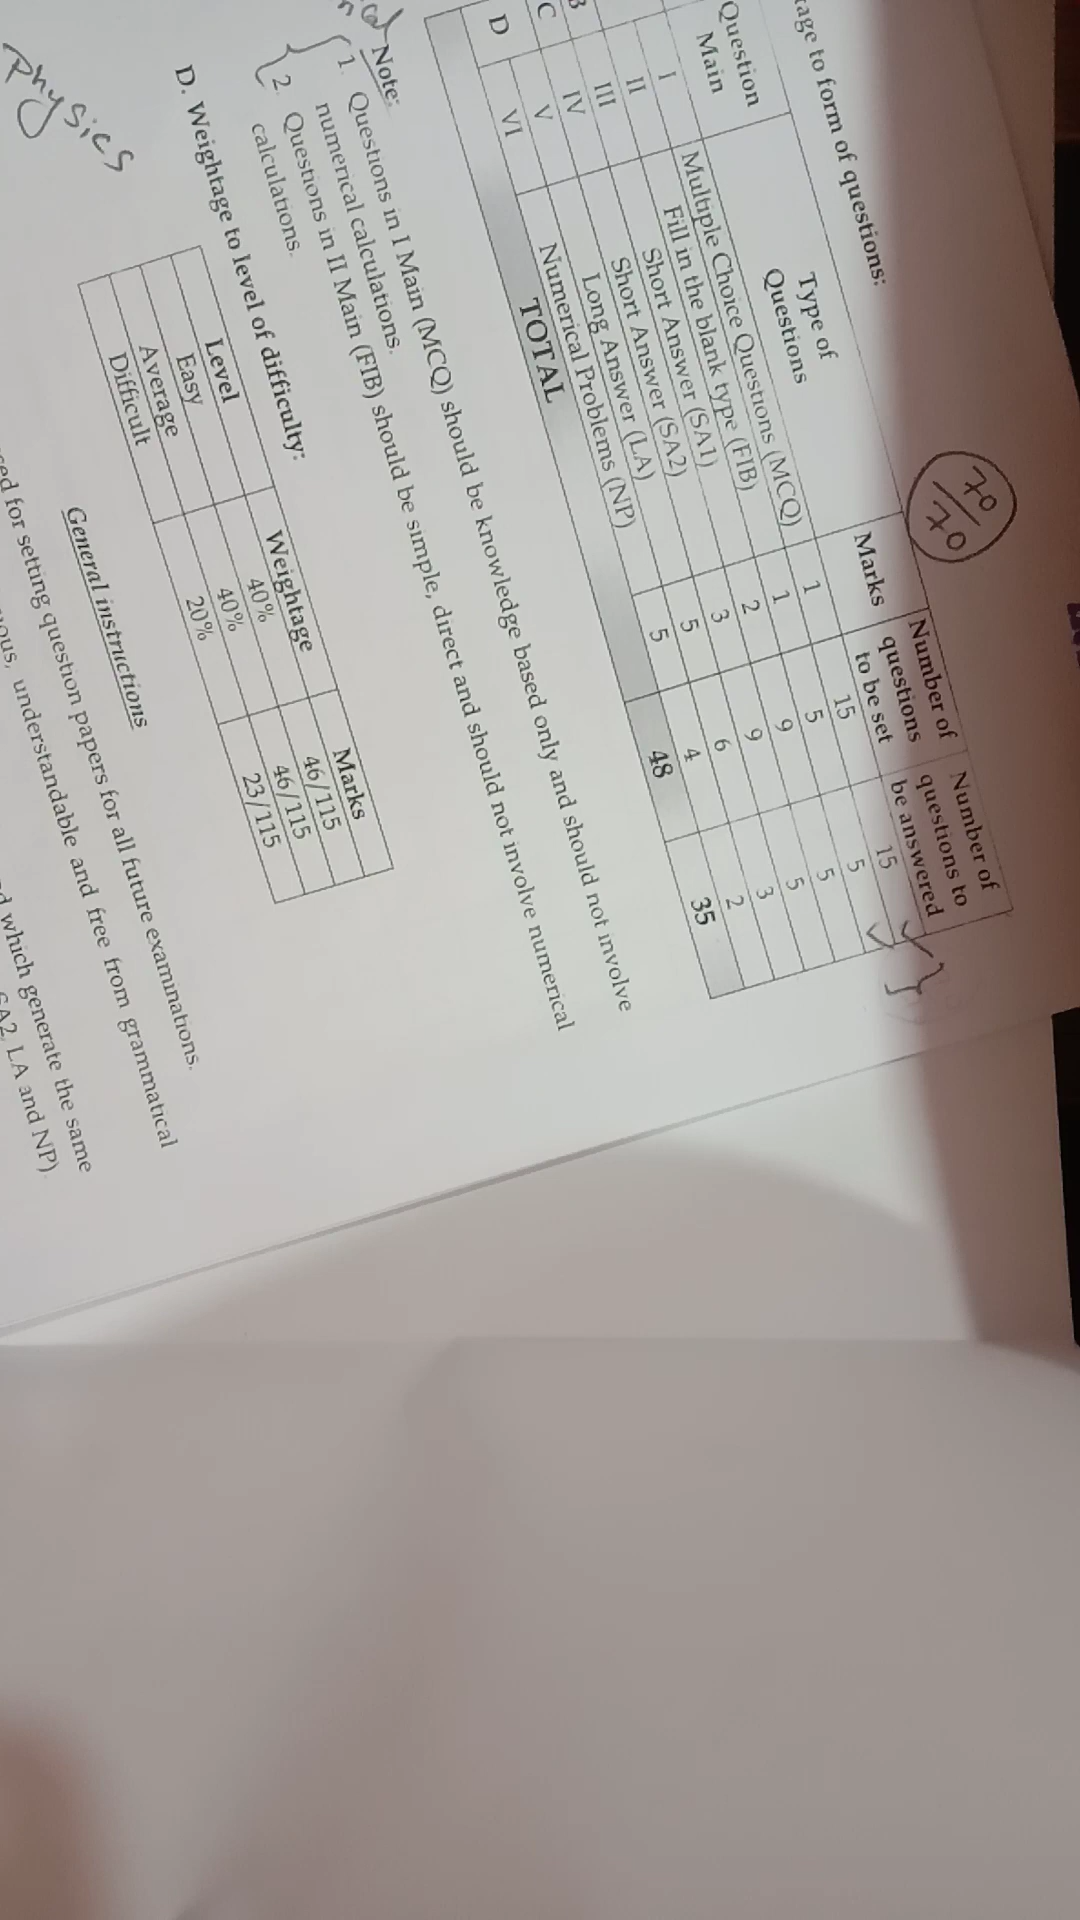 tage to form of questions:
70/70
Question Main
Type of Questions
Marks
Number of questions to be set
Number of questions to be answered
I Multiple Choice Questions (MCQ) 1 15 15
II Fill in the blank type (FIB) 1 5 5
III Short Answer (SA1) 2 9 5
B IV Short Answer (SA2) 3 9 5
C V Long Answer (LA) 5 6 3
D VI Numerical Problems (NP) 5 4 2
TOTAL 48 35
Note:
1. Questions in I Main (MCQ) should be knowledge based only and should not involve
numerical calculations.
2. Questions in II Main (FIB) should be simple, direct and should not involve numerical
calculations.
D. Weightage to level of difficulty:
Level Weightage Marks
Easy 40% 46/115
Average 40% 46/115
Difficult 20% 23/115
Physics
General instructions
for setting question papers for all future examinations.
understandable and free from grammatical
which generate the same
SA2, LA and NP).